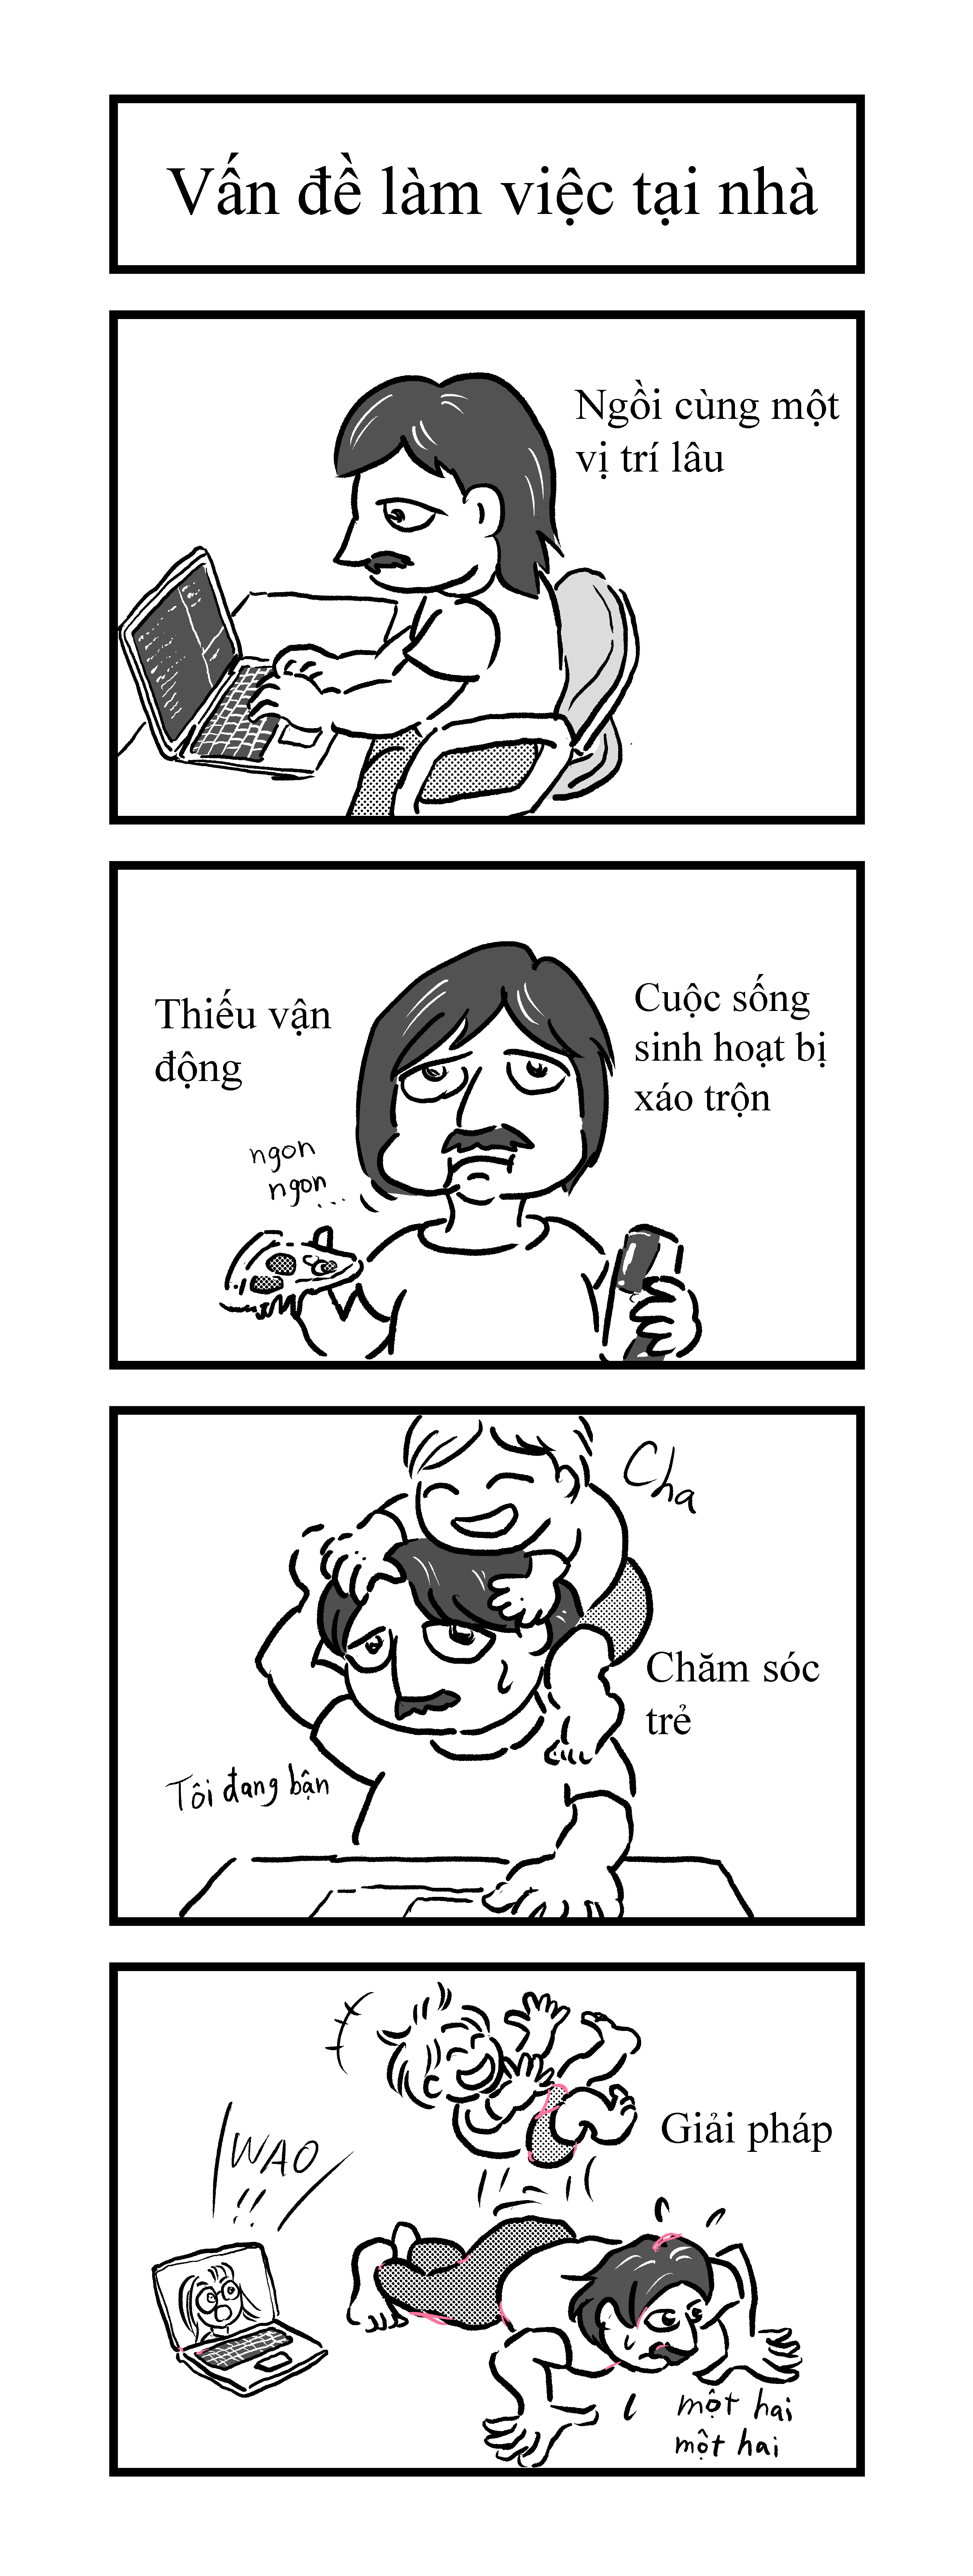 Vấn đề làm việc tại nhà
Ngồi cùng một
vị trí lâu
Thiếu vận
động
Cuộc sống
sinh hoạt bị
xáo trộn
ngon
ngon...
Cha
Chăm sóc
trẻ
Tôi đang bận
Giải pháp
WAO
!!
một hai
một hai